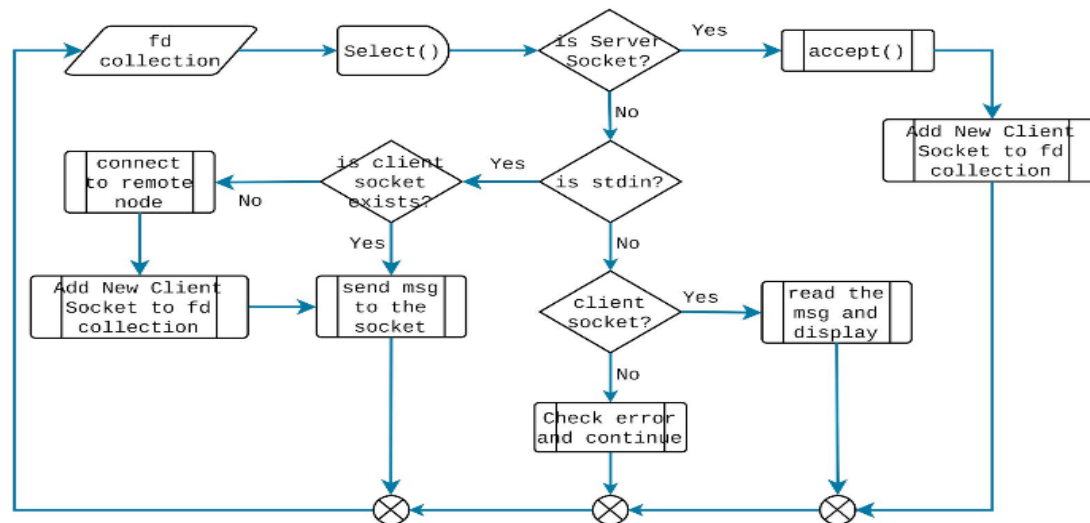 fd
collection
Select()
is Server
Socket?
Yes
accept()
No
Add New Client
Socket to fd
collection
connect
to remote
node
No
is client
socket
exists?
Yes
is stdin?
Yes
No
Add New Client
Socket to fd
collection
send msg
to the
socket
client
socket?
Yes
read the
msg and
display
No
Check error
and continue